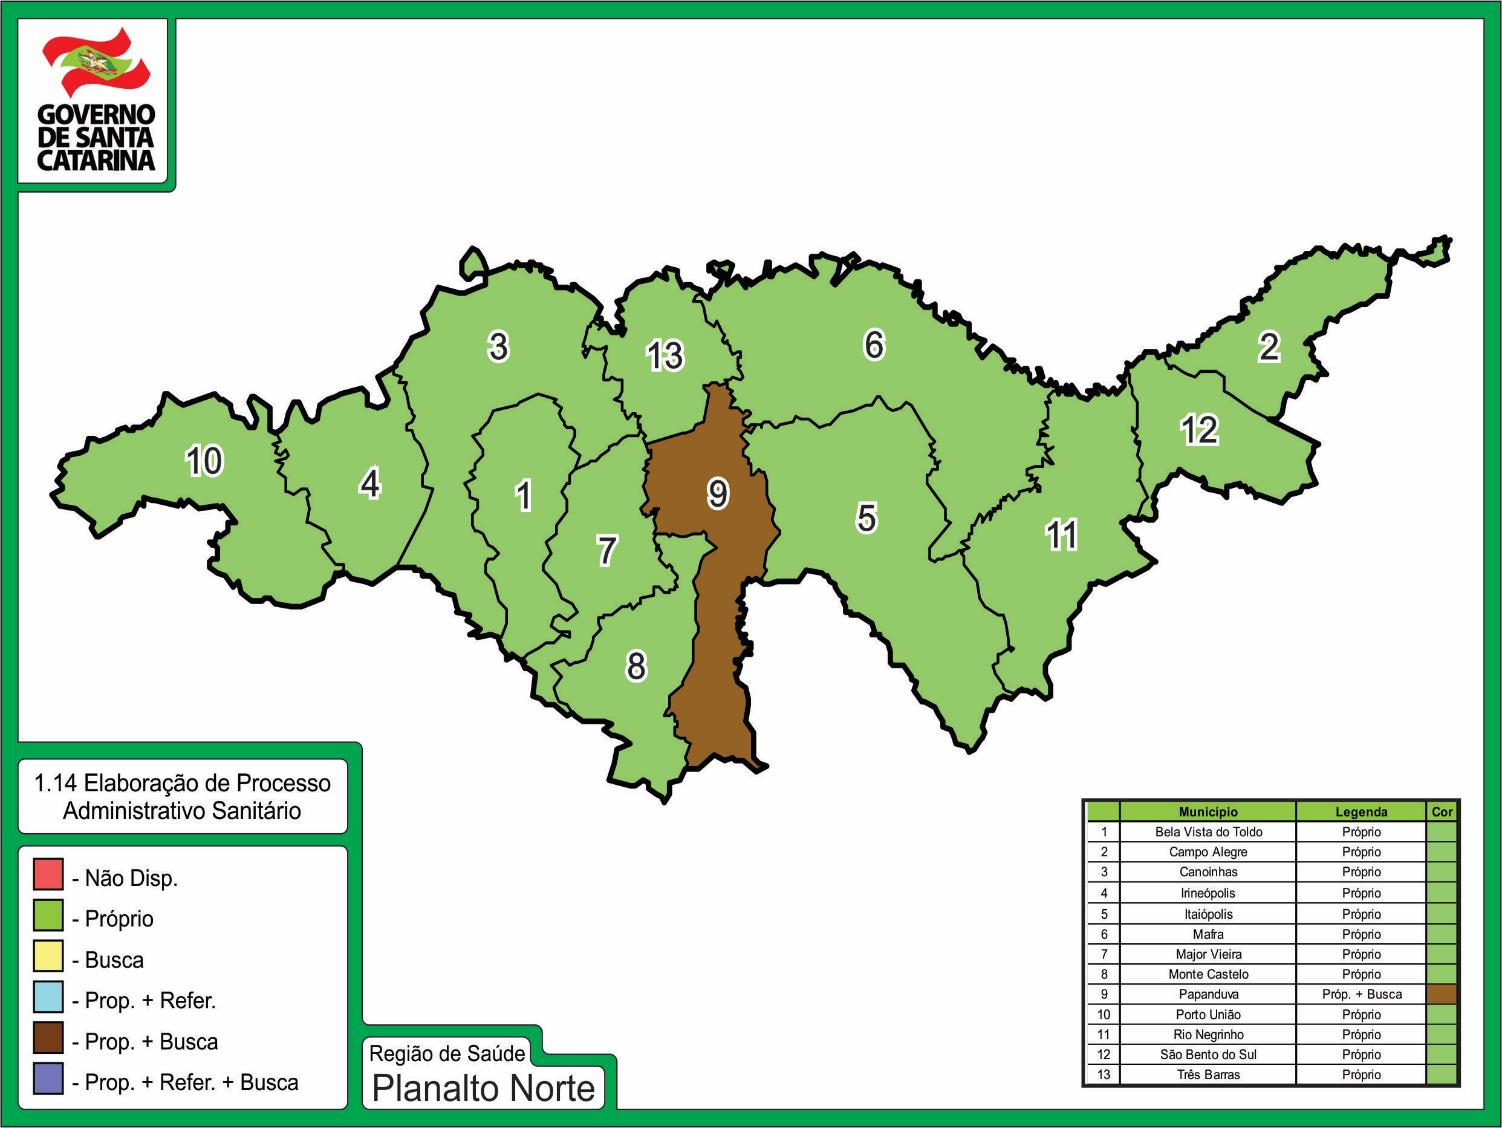 GOVERNO
DE SANTA
CATARINA
3
13
6
2
12
10
4
1
9
5
7
11
8
1.14 Elaboração de Processo
Administrativo Sanitário
- Não Disp.
- Próprio
- Busca
- Prop. + Refer.
- Prop. + Busca
- Prop. + Refer. + Busca
Região de Saúde
Planalto Norte
Município Legenda Cor
1 Bela Vista do Toldo Próprio
2 Campo Alegre Próprio
3 Canoinhas Próprio
4 Irineópolis Próprio
5 Itaiópolis Próprio
6 Mafra Próprio
7 Major Vieira Próprio
8 Monte Castelo Próprio
9 Papanduva Próp. + Busca
10 Porto União Próprio
11 Rio Negrinho Próprio
12 São Bento do Sul Próprio
13 Três Barras Próprio